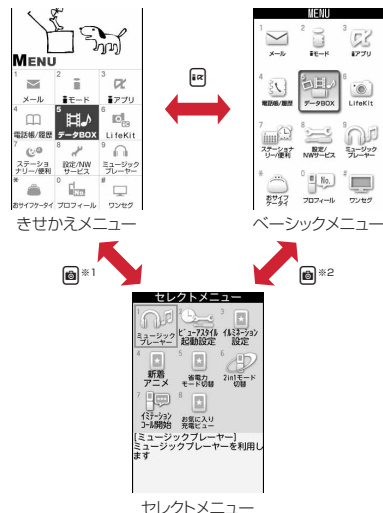 MENU
1 2 3
メール iモード iアプリ
4 5 6
電話帳/履歴 データBOX LifeKit
7 8 9
ステーショ
ナリー/便利 設定/NW
サービス ミュージック
プレーヤー
* 0 #
おサイフケータイ プロフィール ワンセグ
きせかえメニュー
iα
MENU
1 2 3
メール iモード iアプリ
4 5 6
電話帳/履歴 データBOX LifeKit
7 8 9
ステーショナ
リー/便利 設定/
NWサービス ミュージック
プレーヤー
* 0 #
おサイフ
ケータイ プロフィール ワンセグ
No.
ベーシックメニュー
※1
※2
セレクトメニュー
1 2 3
ミュージック
プレーヤー ビューアスタイル
起動設定 イルミネーション
設定
4 5 6
新着
アニメ 省電力
モード切替 2in1モード
切替
7 8
イミテーション
コール開始 お気に入り
充電ビュー
[ミュージックプレーヤー]
ミュージックプレーヤーを利用し
ます
セレクトメニュー